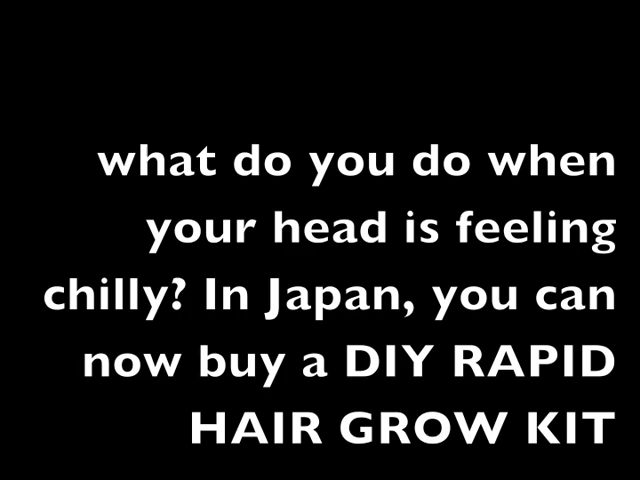 what do you do when
your head is feeling
chilly? In Japan, you can
now buy a DIY RAPID
HAIR GROW KIT